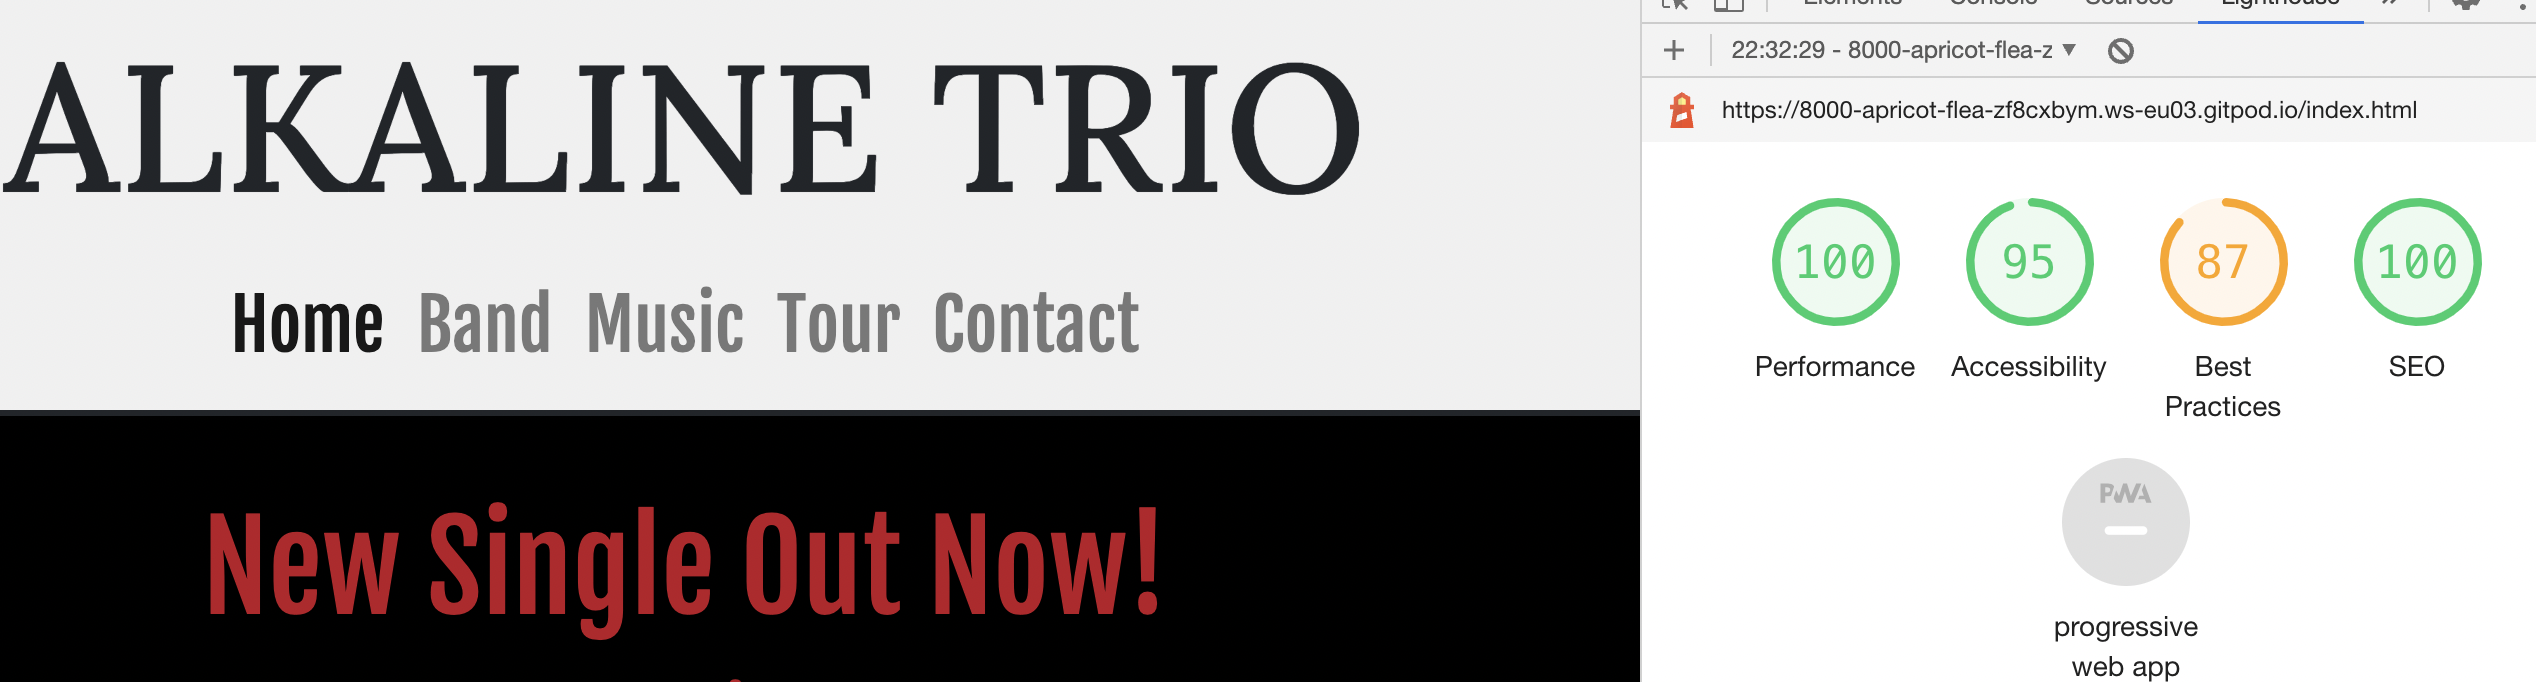 ALKALINE TRIO
Home Band Music Tour Contact
New Single Out Now!
Elements Console Sources Lighthouse »
+ 22:32:29 - 8000-apricot-flea-z ▼
https://8000-apricot-flea-zf8cxbym.ws-eu03.gitpod.io/index.html
100 95 87 100
Performance Accessibility Best Practices SEO
PWA
progressive
web app